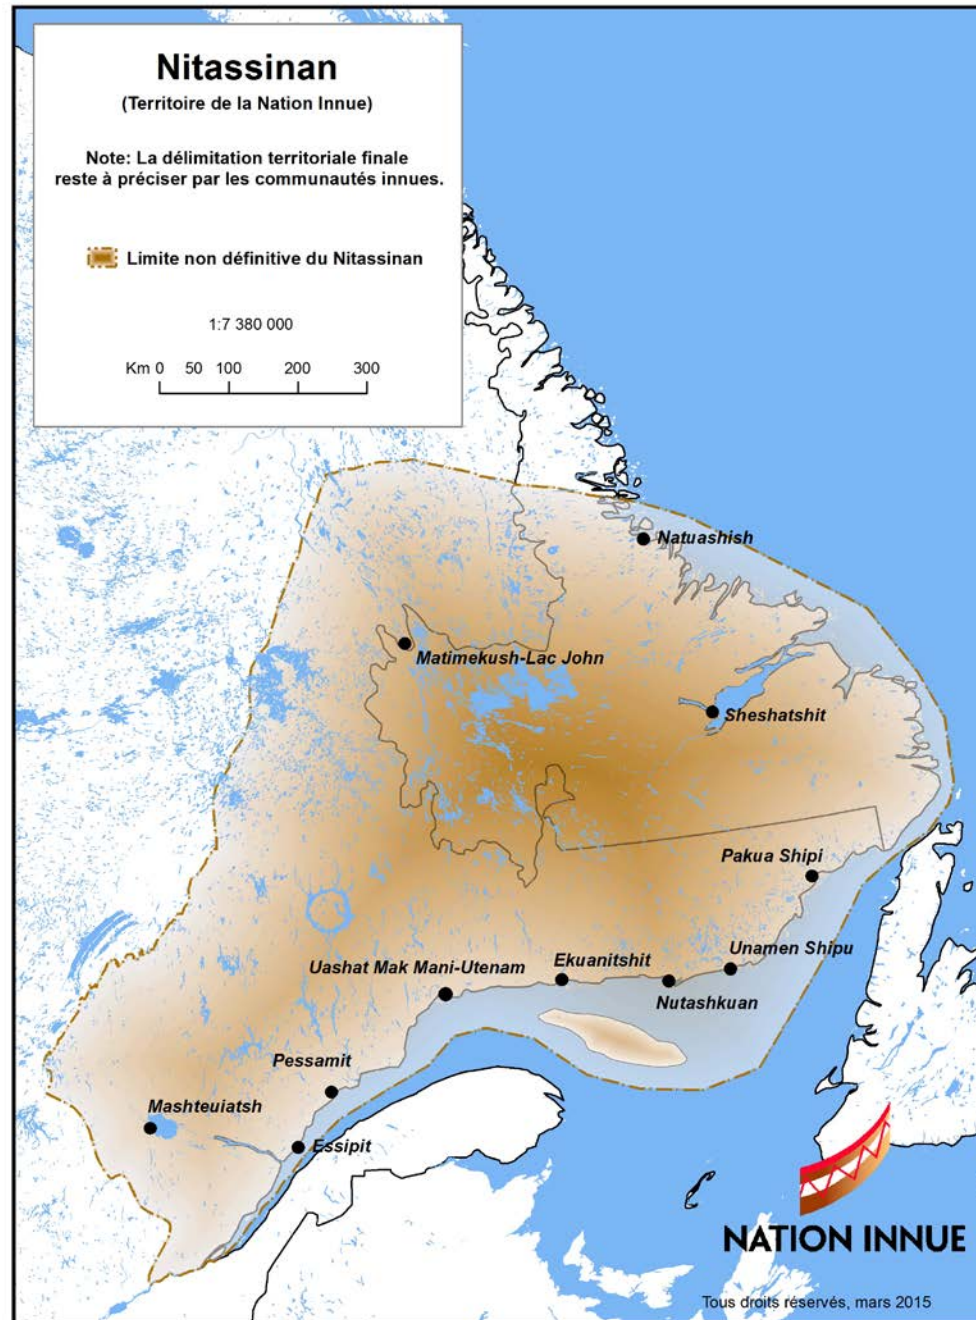 Nitassinan
(Territoire de la Nation Innue)
Note: La délimitation territoriale finale
reste à préciser par les communautés innues.
Limite non définitive du Nitassinan
1:7 380 000
Km 0 50 100 200 300
Natuashish
Matimekush-Lac John
Sheshatshit
Pakua Shipi
Unamen Shipu
Ekuanitshit
Uashat Mak Mani-Utenam
Nutashkuan
Pessamit
Mashteuiatsh
Essipit
NATION INNUE
Tous droits réservés, mars 2015